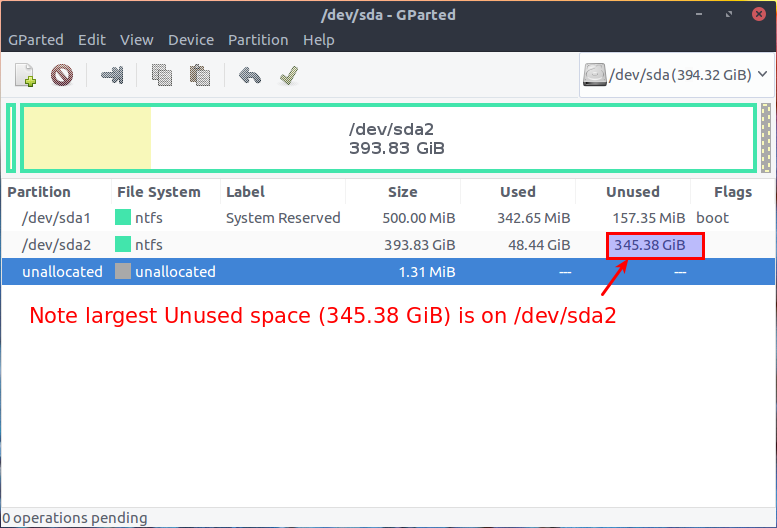 /dev/sda - GParted
GParted Edit View Device Partition Help
/dev/sda (394.32 GiB)
/dev/sda2
393.83 GiB
Partition File System Label Size Used Unused Flags
/dev/sda1 ntfs System Reserved 500.00 MiB 342.65 MiB 157.35 MiB boot
/dev/sda2 ntfs 393.83 GiB 48.44 GiB 345.38 GiB
unallocated unallocated 1.31 MiB --- ---
Note largest Unused space (345.38 GiB) is on /dev/sda2
0 operations pending